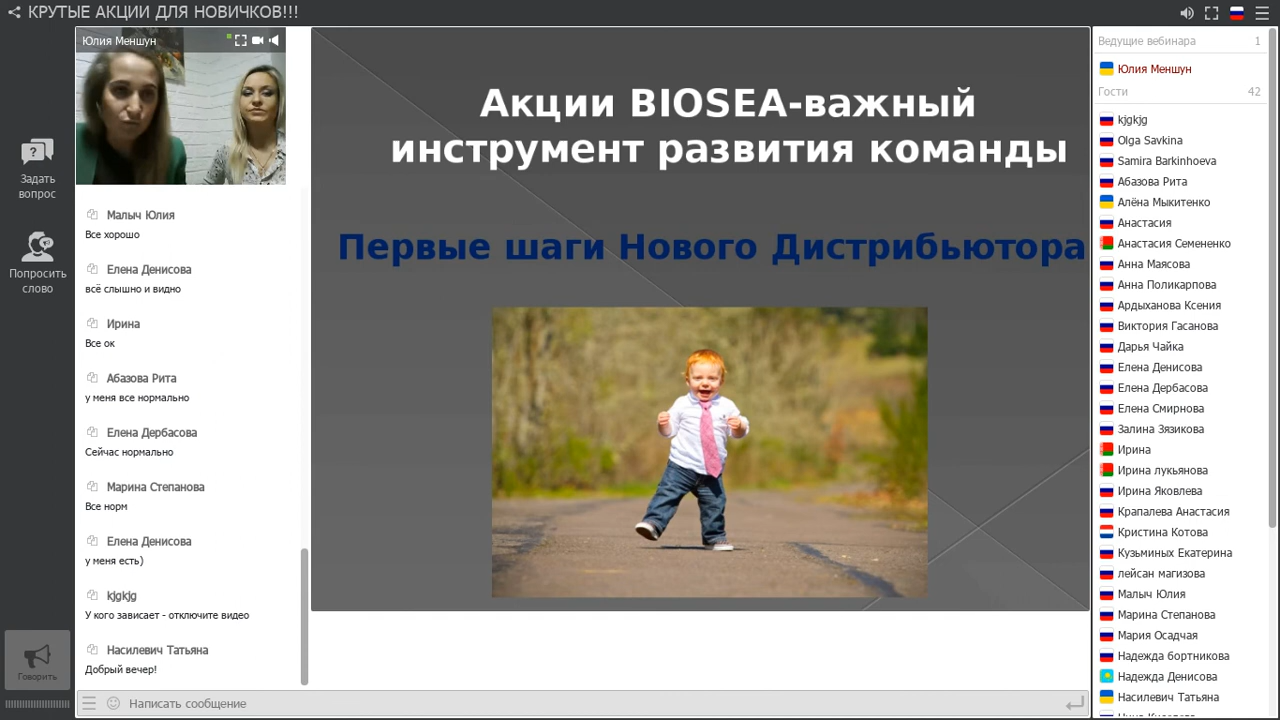 КРУТЫЕ АКЦИИ ДЛЯ НОВИЧКОВ!!!
Юлия Меншун
Задать
вопрос
Попросить
слово
Говорить
Малыч Юлия
Все хорошо
Елена Денисова
всё слышно и видно
Ирина
Все ок
Абазова Рита
у меня все нормально
Елена Дербасова
Сейчас нормально
Марина Степанова
Все норм
Елена Денисова
у меня есть)
kjgkjg
У кого зависает - отключите видео
Насилевич Татьяна
Добрый вечер!
Написать сообщение
Акции BIOSEA-важный
инструмент развития команды
Первые шаги Нового Дистрибьютора
Ведущие вебинара 1
Юлия Меншун
Гости 42
kjgkjg
Olga Savkina
Samira Barkinhoeva
Абазова Рита
Алёна Мыкитенко
Анастасия
Анастасия Семененко
Анна Маясова
Анна Поликарпова
Ардыханова Ксения
Виктория Гасанова
Дарья Чайка
Елена Денисова
Елена Дербасова
Елена Смирнова
Залина Зязикова
Ирина
Ирина лукьянова
Ирина Яковлева
Крапалева Анастасия
Кристина Котова
Кузьминых Екатерина
лейсан магизова
Малыч Юлия
Марина Степанова
Мария Осадчая
Надежда бортникова
Надежда Денисова
Насилевич Татьяна